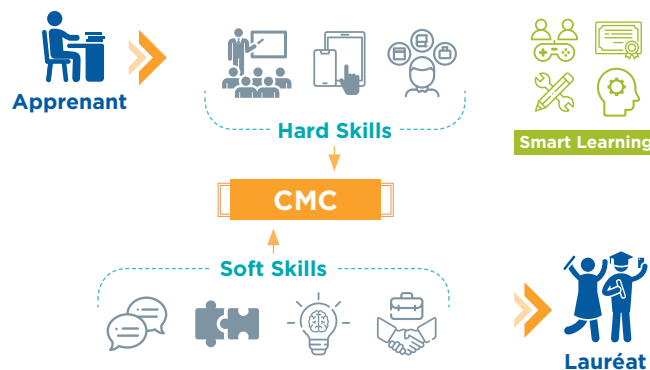 Apprenant
Hard Skills
Smart Learning
CMC
Soft Skills
Lauréat